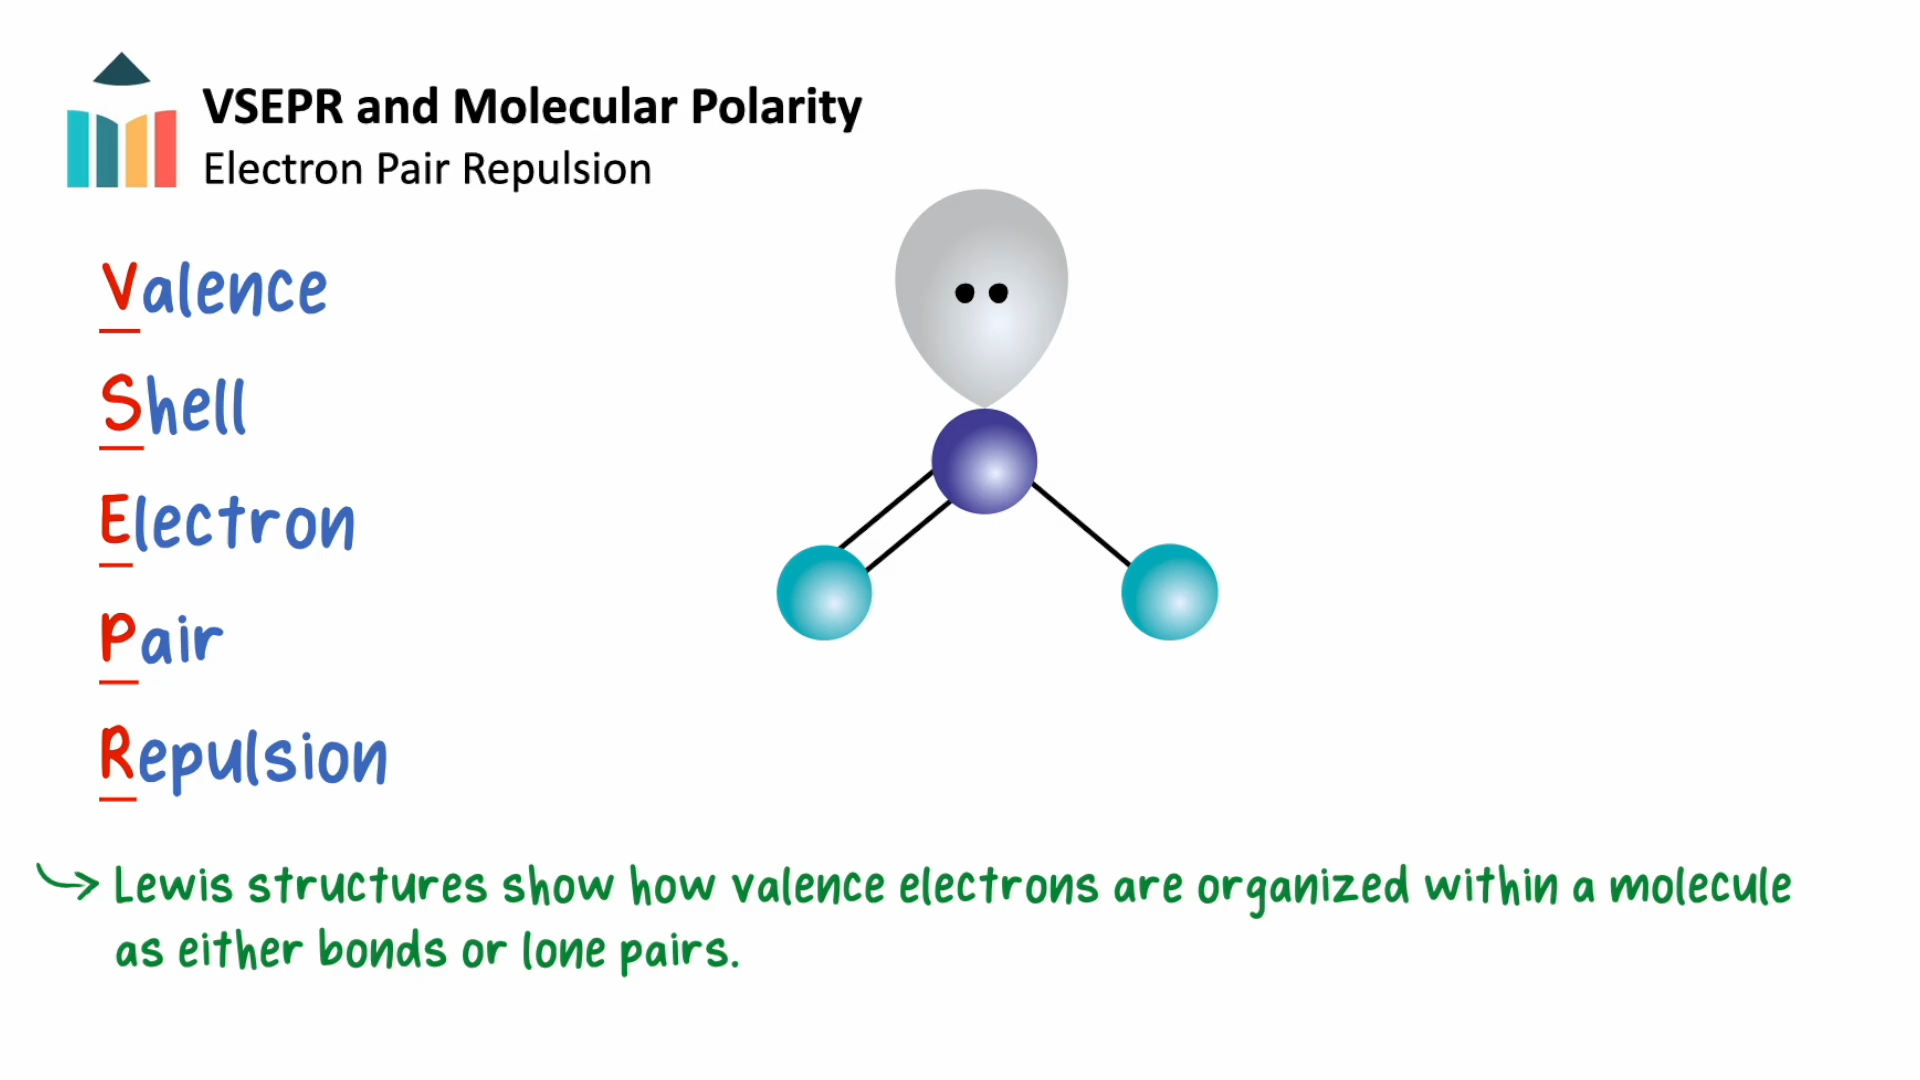 VSEPR and Molecular Polarity
Electron Pair Repulsion
Valence
Shell
Electron
Pair
Repulsion
Lewis structures show how valence electrons are organized within a molecule
as either bonds or lone pairs.